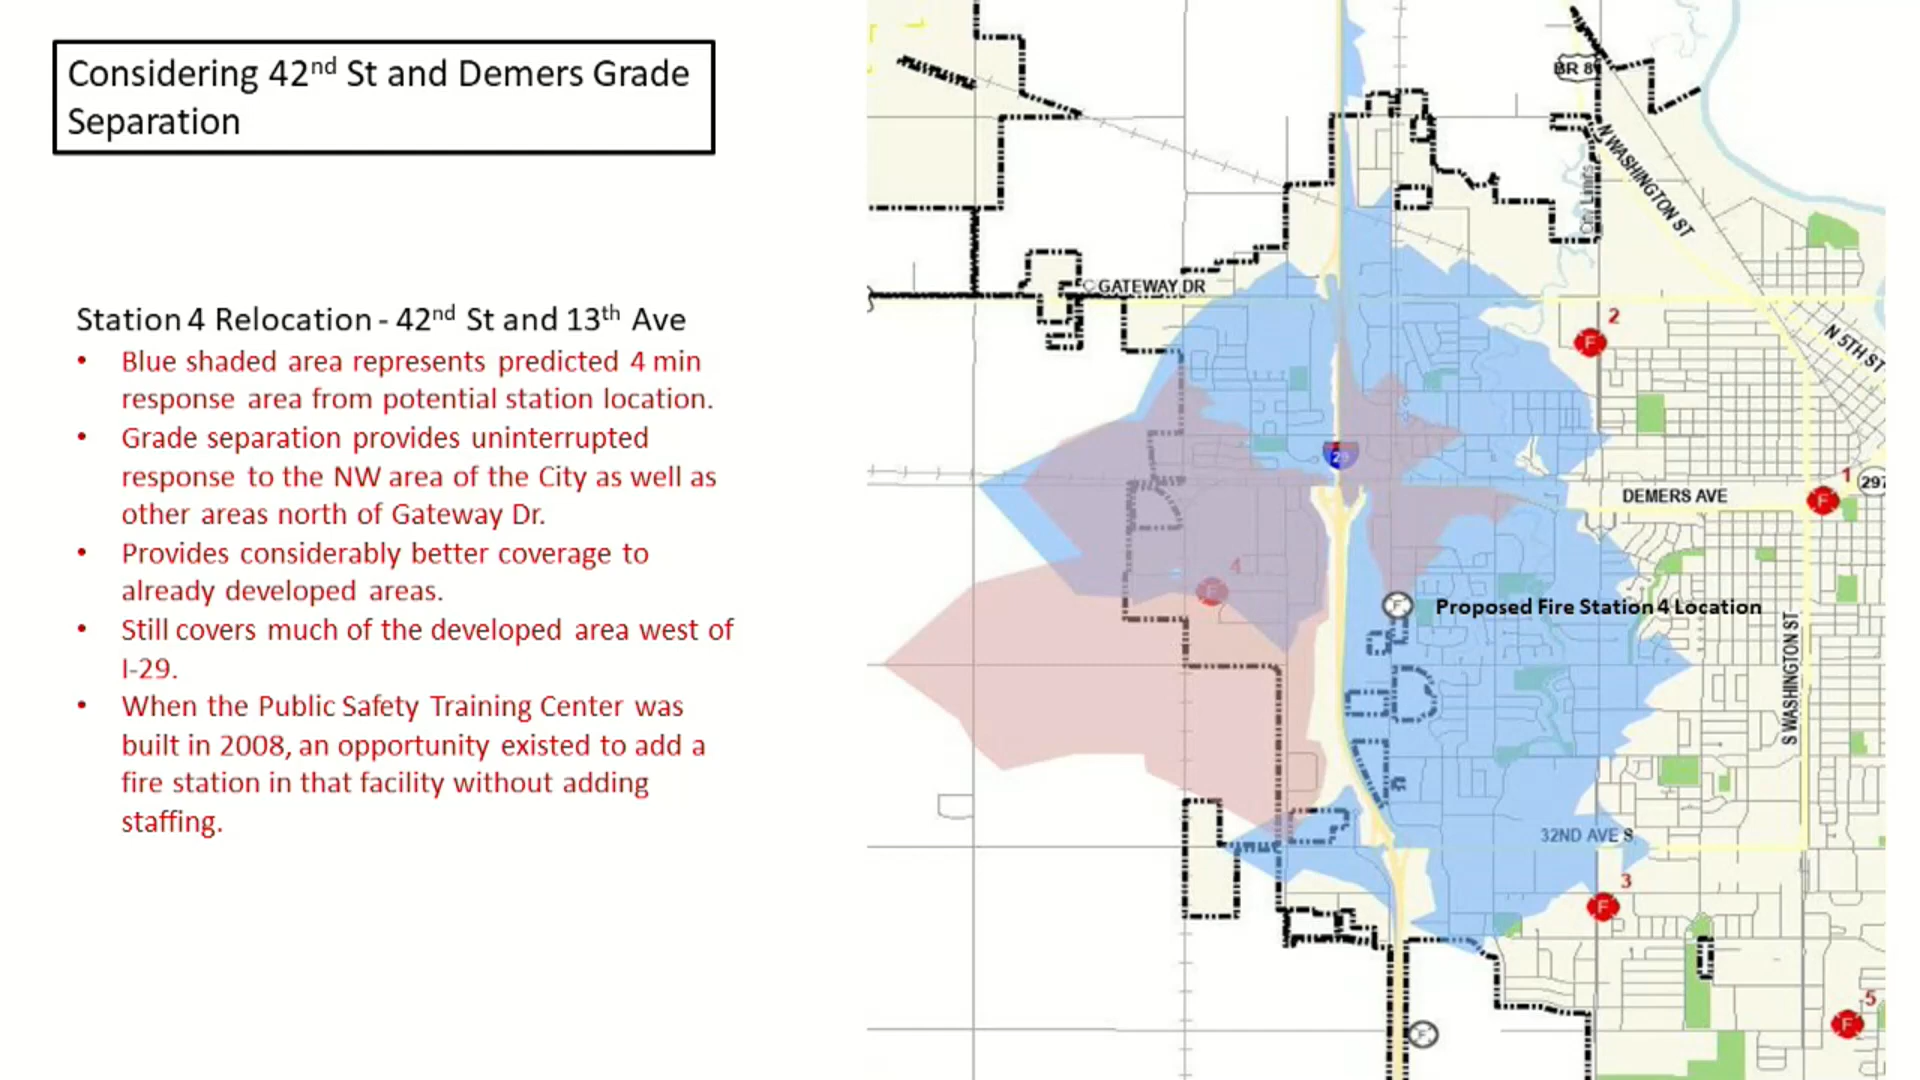 Considering 42nd St and Demers Grade
Separation
Station 4 Relocation - 42nd St and 13th Ave
• Blue shaded area represents predicted 4 min
response area from potential station location.
• Grade separation provides uninterrupted
response to the NW area of the City as well as
other areas north of Gateway Dr.
• Provides considerably better coverage to
already developed areas.
• Still covers much of the developed area west of
I-29.
• When the Public Safety Training Center was
built in 2008, an opportunity existed to add a
fire station in that facility without adding
staffing.
BR 81
N WASHINGTON ST
City Limits
GATEWAY DR
2
F
N 5TH ST
29
1
297
F
DEMERS AVE
4
F
F
Proposed Fire Station 4 Location
S WASHINGTON ST
32ND AVE S
3
F
5
F
F